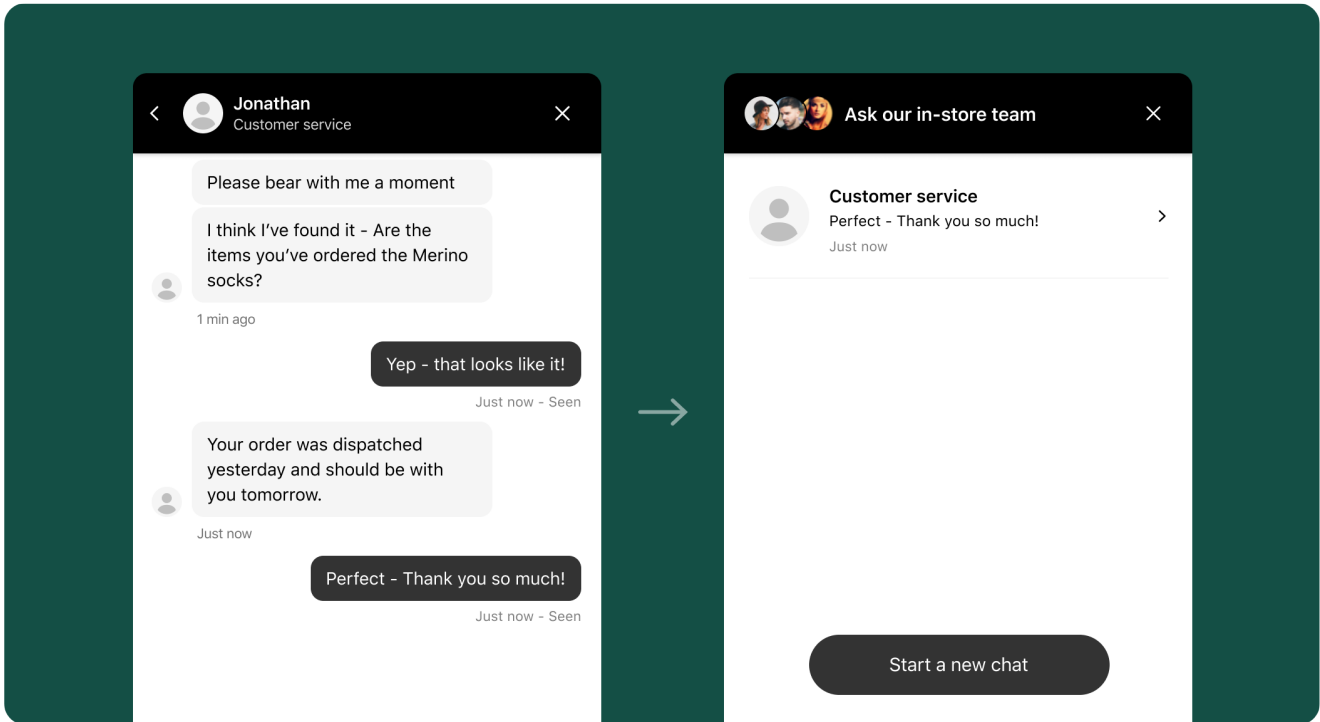 Jonathan
Customer service
Please bear with me a moment
I think I’ve found it - Are the
items you’ve ordered the Merino
socks?
1 min ago
Yep - that looks like it!
Just now - Seen
Your order was dispatched
yesterday and should be with
you tomorrow.
Just now
Perfect - Thank you so much!
Just now - Seen
Ask our in-store team
Customer service
Perfect - Thank you so much!
Just now
Start a new chat